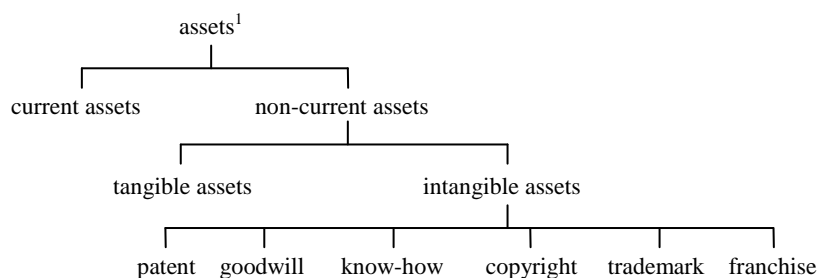 assets1
current assets non-current assets
tangible assets intangible assets
patent goodwill know-how copyright trademark franchise